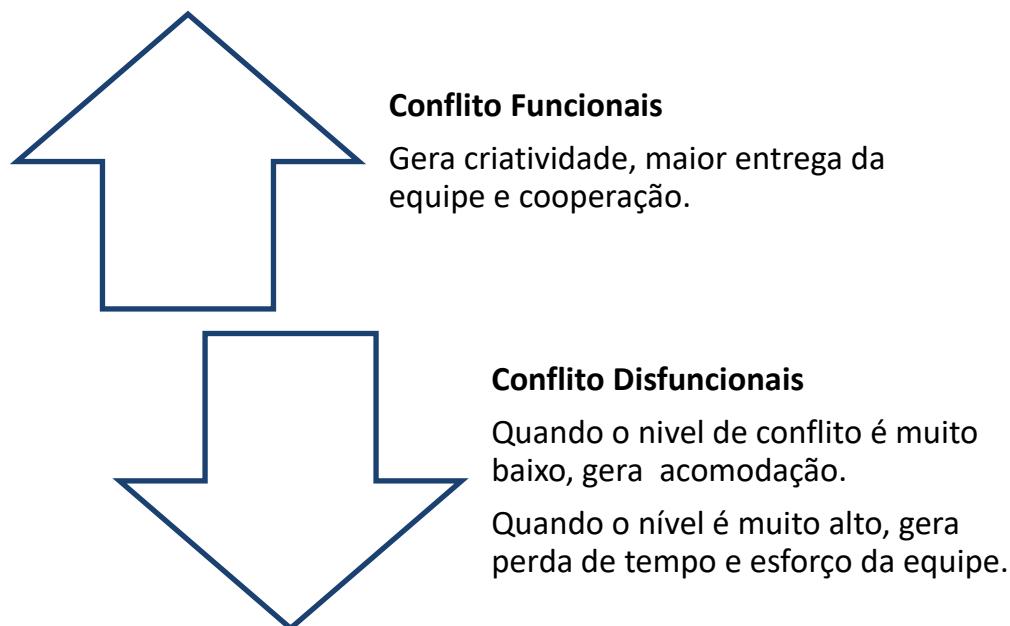 Conflito Funcionais
Gera criatividade, maior entrega da
equipe e cooperação.
Conflito Disfuncionais
Quando o nivel de conflito é muito
baixo, gera  acomodação.
Quando o nível é muito alto, gera
perda de tempo e esforço da equipe.